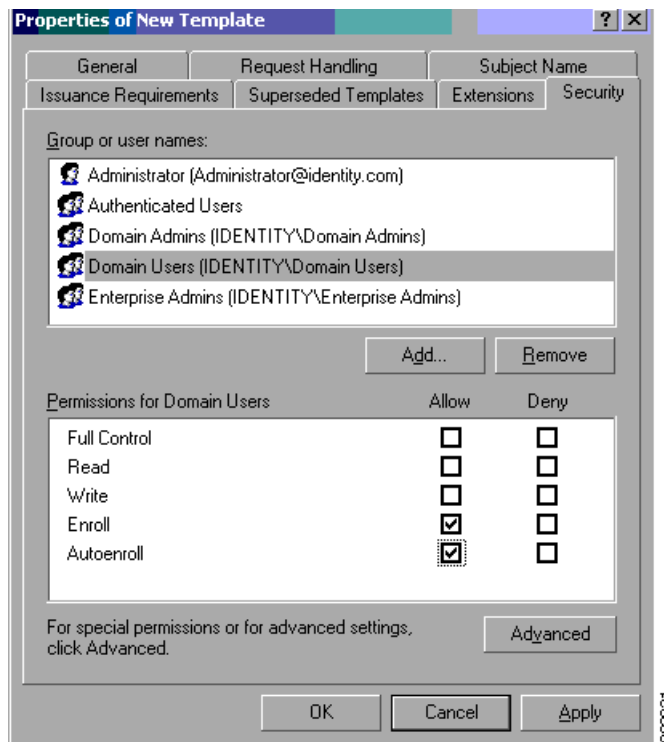 Properties of New Template
General Request Handling Subject Name
Issuance Requirements Superseded Templates Extensions Security
Group or user names:
Administrator (Administrator@identity.com)
Authenticated Users
Domain Admins (IDENTITY\Domain Admins)
Domain Users (IDENTITY\Domain Users)
Enterprise Admins (IDENTITY\Enterprise Admins)
Add... Remove
Permissions for Domain Users Allow Deny
Full Control
Read
Write
Enroll
Autoenroll
For special permissions or for advanced settings,
click Advanced.
Advanced
OK Cancel Apply